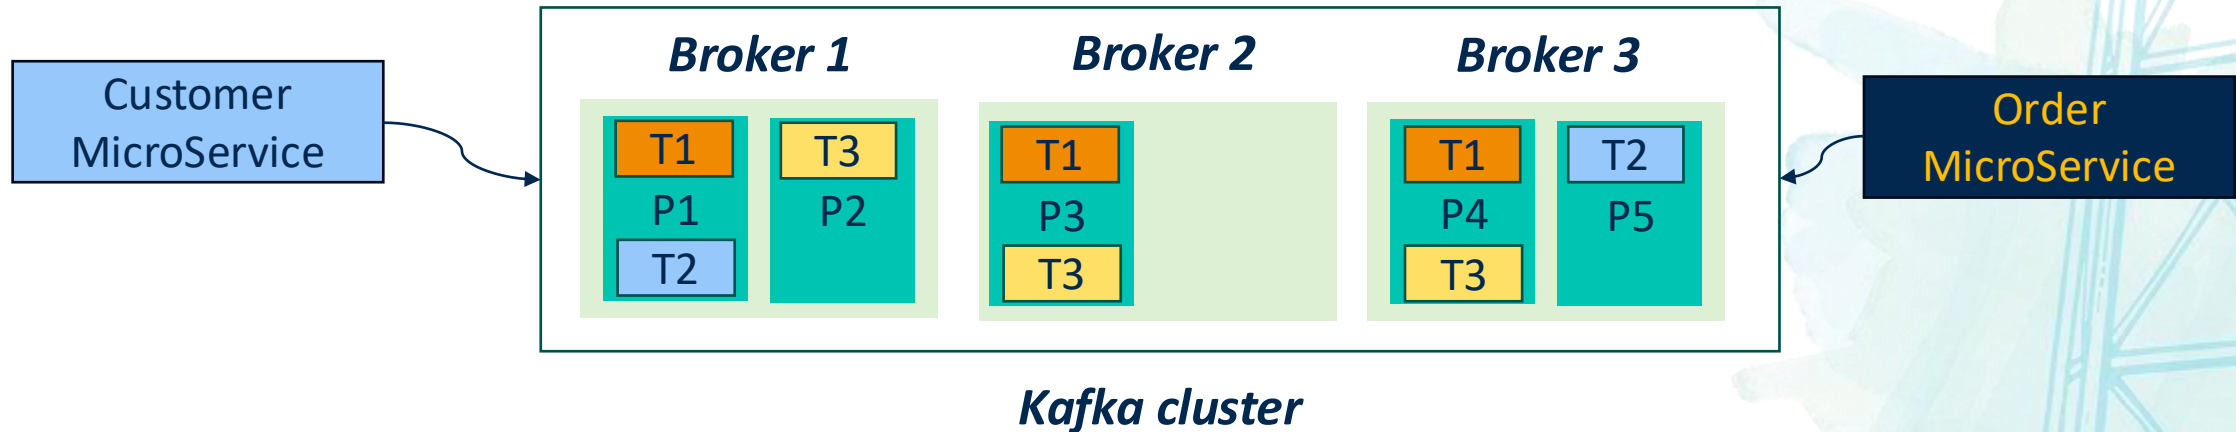 Customer
MicroService
Broker 1
T1
P1
T2
T3
P2
Broker 2
T1
P3
T3
Broker 3
T1
P4
T3
T2
P5
Order
MicroService
Kafka cluster